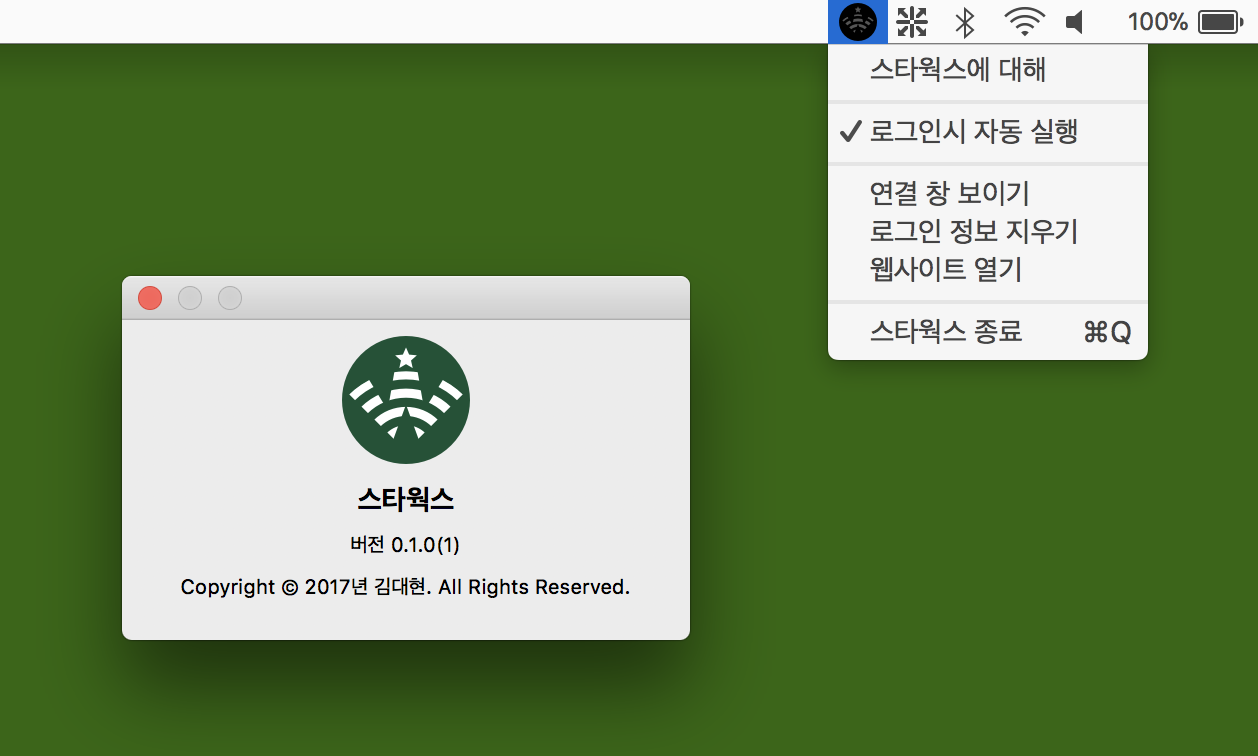 100%
스타웍스에 대해
로그인시 자동 실행
연결 창 보이기
로그인 정보 지우기
웹사이트 열기
스타웍스 종료 ⌘Q
스타웍스
버전 0.1.0(1)
Copyright © 2017년 김대현. All Rights Reserved.